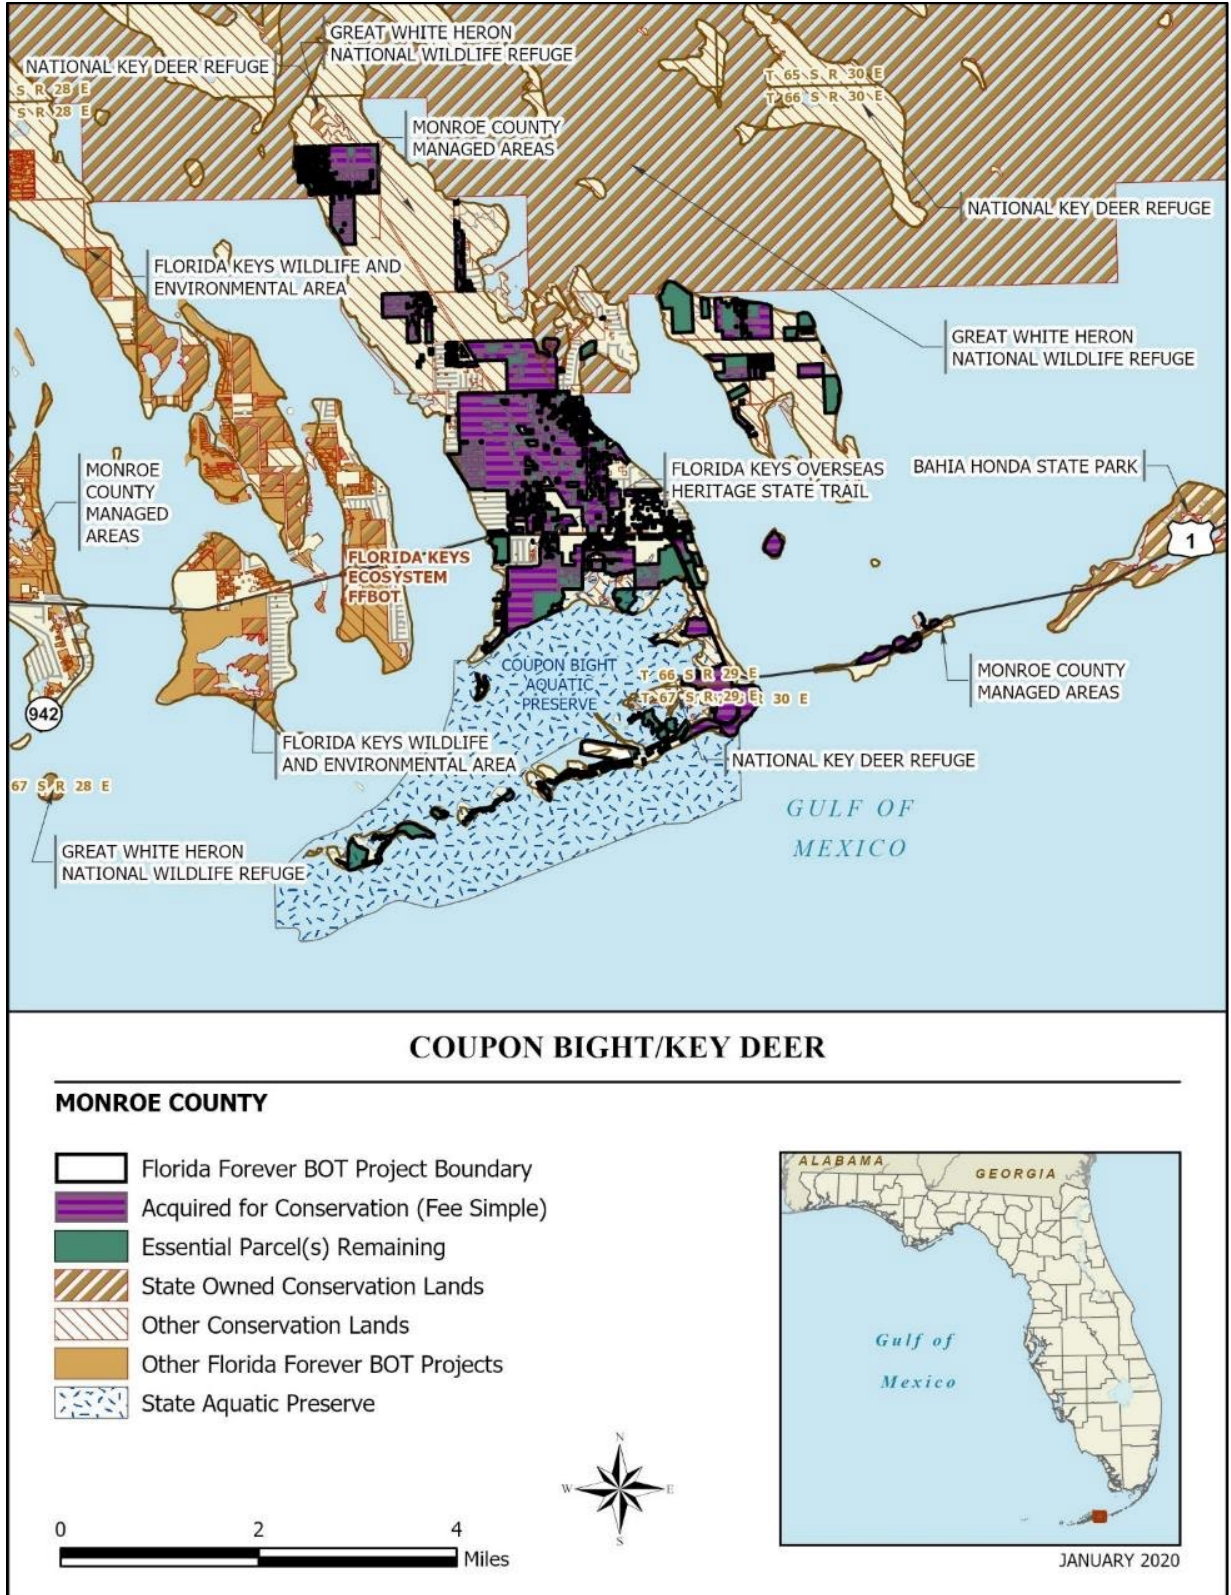 GREAT WHITE HERON
NATIONAL WILDLIFE REFUGE
NATIONAL KEY DEER REFUGE
S R 28 E
S R 28 E
T 65 S R 30 E
T 66 S R 30 E
MONROE COUNTY
MANAGED AREAS
NATIONAL KEY DEER REFUGE
FLORIDA KEYS WILDLIFE AND
ENVIRONMENTAL AREA
GREAT WHITE HERON
NATIONAL WILDLIFE REFUGE
MONROE
COUNTY
MANAGED
AREAS
FLORIDA KEYS OVERSEAS
HERITAGE STATE TRAIL
BAHIA HONDA STATE PARK
1
FLORIDA KEYS
ECOSYSTEM
FFBOT
COUPON BIGHT
AQUATIC
PRESERVE
T 66 S R 29 E
T 67 S R 29 E
30 E
MONROE COUNTY
MANAGED AREAS
942
FLORIDA KEYS WILDLIFE
AND ENVIRONMENTAL AREA
NATIONAL KEY DEER REFUGE
67 S R 28 E
GULF OF
MEXICO
GREAT WHITE HERON
NATIONAL WILDLIFE REFUGE
COUPON BIGHT/KEY DEER
MONROE COUNTY
Florida Forever BOT Project Boundary
Acquired for Conservation (Fee Simple)
Essential Parcel(s) Remaining
State Owned Conservation Lands
Other Conservation Lands
Other Florida Forever BOT Projects
State Aquatic Preserve
ALABAMA
GEORGIA
Gulf of
Mexico
N
W
E
S
0 2 4
Miles
JANUARY 2020